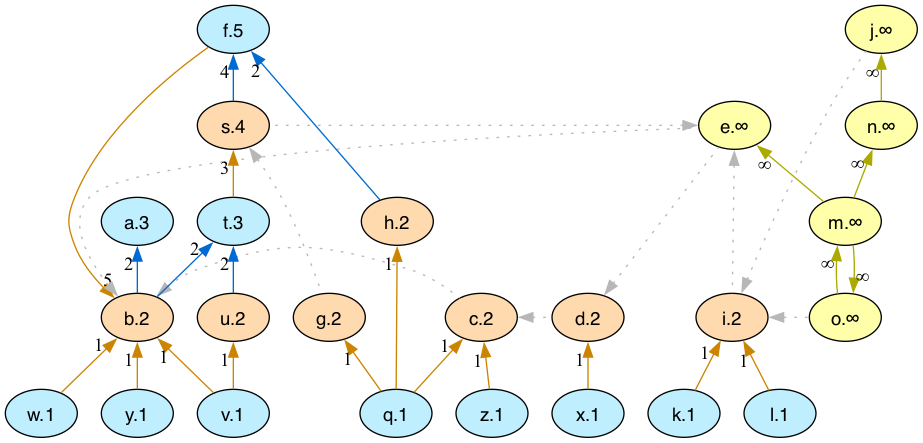 f.5
j.∞
4
2
∞
s.4
e.∞
n.∞
3
∞
∞
a.3
t.3
h.2
m.∞
2
2
2
1
∞
∞
5
b.2
u.2
g.2
c.2
d.2
i.2
o.∞
1
1
1
1
1
1
1
1
1
1
w.1
y.1
v.1
q.1
z.1
x.1
k.1
l.1